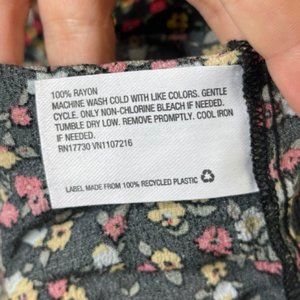 100% RAYON
MACHINE WASH COLD WITH LIKE COLORS. GENTLE
CYCLE. ONLY NON-CHLORINE BLEACH IF NEEDED.
TUMBLE DRY LOW. REMOVE PROMPTLY. COOL IRON
IF NEEDED.
RN17730 VN1107216
LABEL MADE FROM 100% RECYCLED PLASTIC